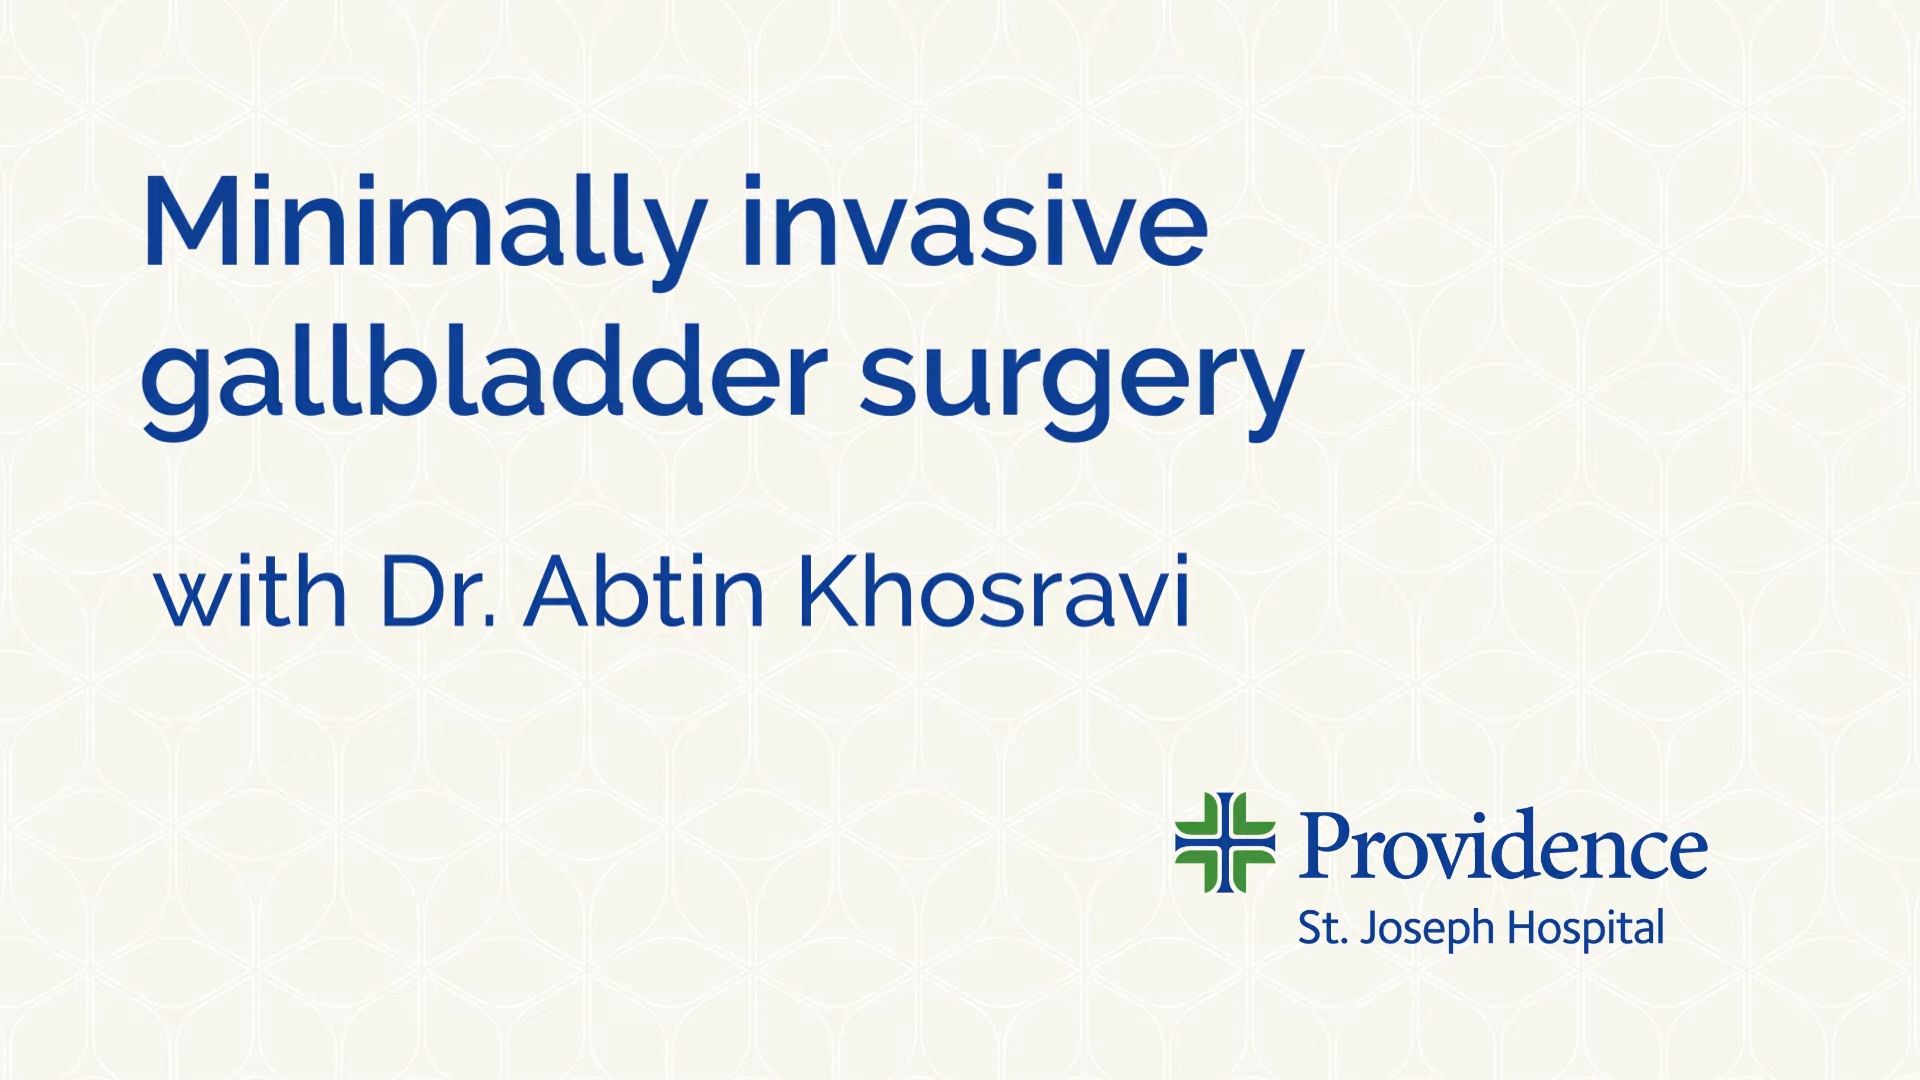 Minimally invasive
gallbladder surgery
with Dr. Abtin Khosravi
Providence
St. Joseph Hospital